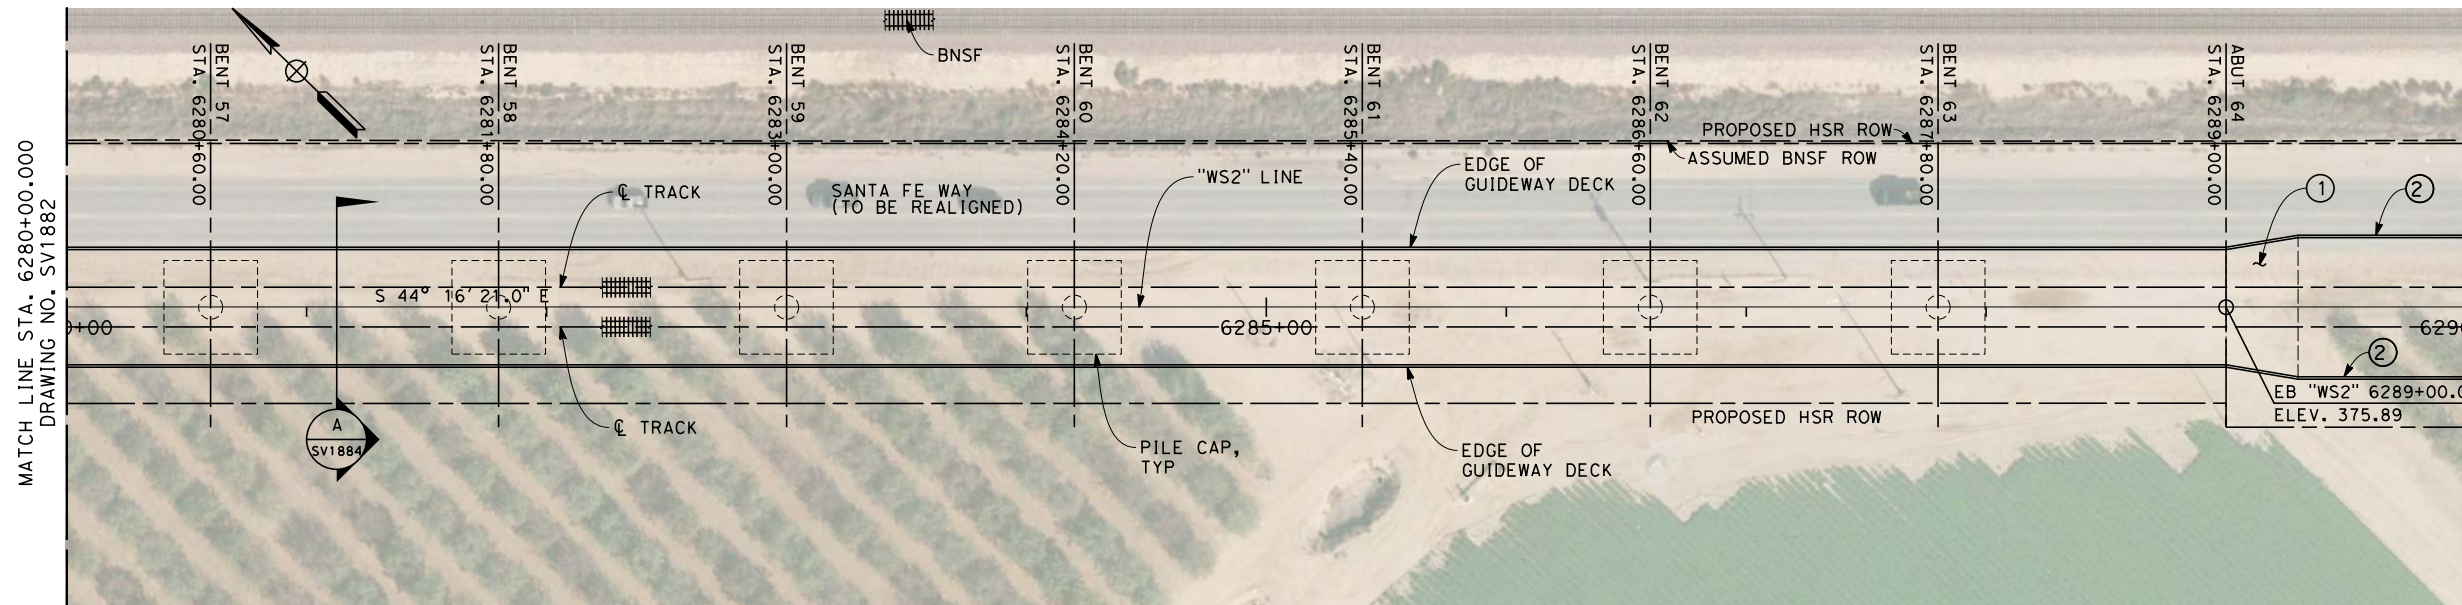 MATCH LINE STA. 6280+00.000
DRAWING NO. SV1882
BENT 57
STA. 6280+60.00
BENT 58
STA. 6281+80.00
BENT 59
STA. 6283+00.00
BENT 60
STA. 6284+20.00
BENT 61
STA. 6285+40.00
BENT 62
STA. 6286+60.00
BENT 63
STA. 6287+80.00
ABUT 64
STA. 6289+00.00
BNSF
PROPOSED HSR ROW
ASSUMED BNSF ROW
℄ TRACK
SANTA FE WAY
(TO BE REALIGNED)
"WS2" LINE
EDGE OF
GUIDEWAY DECK
1
2
S 44° 16' 21.0" E
0+00
6285+00
629
2
A
SV1884
℄ TRACK
PILE CAP,
TYP
EDGE OF
GUIDEWAY DECK
PROPOSED HSR ROW
EB "WS2" 6289+00.0
ELEV. 375.89